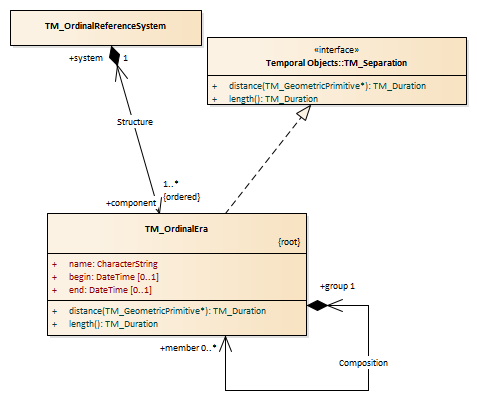 TM_OrdinalReferenceSystem
+system 1
«interface»
Temporal Objects::TM_Separation
+ distance(TM_GeometricPrimitive*): TM_Duration
+ length(): TM_Duration
Structure
1..*
{ordered}
+component
TM_OrdinalEra
{root}
+ name: CharacterString
+ begin: DateTime [0..1]
+ end: DateTime [0..1]
+ distance(TM_GeometricPrimitive*): TM_Duration
+ length(): TM_Duration
+group 1
+member 0..*
Composition